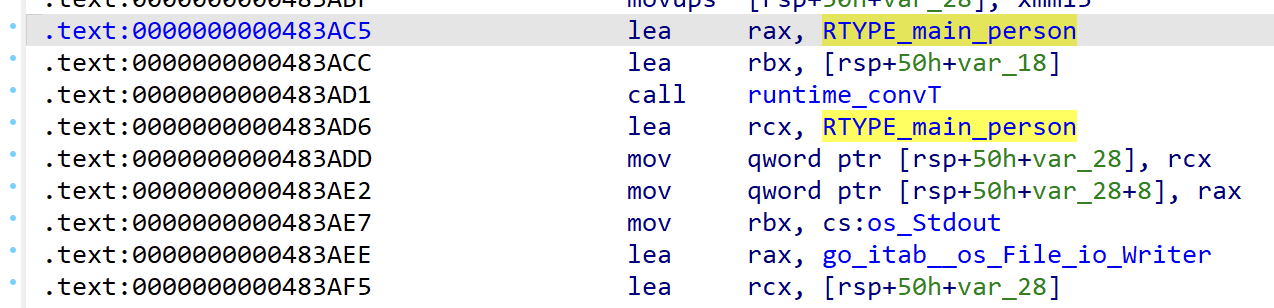 .text:0000000000483ABF movups [rsp+50h+var_28], xmm15
.text:0000000000483AC5 lea rax, RTYPE_main_person
.text:0000000000483ACC lea rbx, [rsp+50h+var_18]
.text:0000000000483AD1 call runtime_convT
.text:0000000000483AD6 lea rcx, RTYPE_main_person
.text:0000000000483ADD mov qword ptr [rsp+50h+var_28], rcx
.text:0000000000483AE2 mov qword ptr [rsp+50h+var_28+8], rax
.text:0000000000483AE7 mov rbx, cs:os_Stdout
.text:0000000000483AEE lea rax, go_itab__os_File_io_Writer
.text:0000000000483AF5 lea rcx, [rsp+50h+var_28]